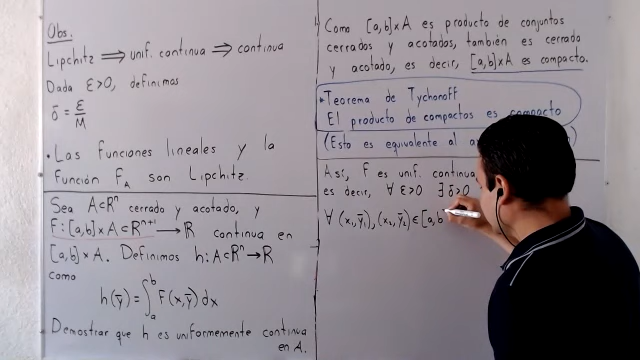 Obs.
Lipchitz ⟹ unif. continua ⟹ continua
Dada ε>0, definimos
δ = ε/M
• Las funciones lineales y la
función F_A son Lipchitz.
Sea A⊂Rⁿ cerrado y acotado, y
F:[a,b]×A⊂Rⁿ⁺¹ ⟶ R continua en
[a,b]×A. Definimos h:A⊂Rⁿ→R
como
h(ȳ) = ∫ₐᵇ F(x,ȳ) dx
Demostrar que h es uniformemente continua
en A.
Como [a,b]×A es producto de conjuntos
cerrados y acotados, también es cerrado
y acotado, es decir, [a,b]×A es compacto.
• Teorema de Tychonoff
El producto de compactos es compacto
(Esto es equivalente al
Así, F es unif. continua
es decir, ∀ ε>0 ∃ δ>0
∀ (x₁,ȳ₁),(x₂,ȳ₂)∈[a,b